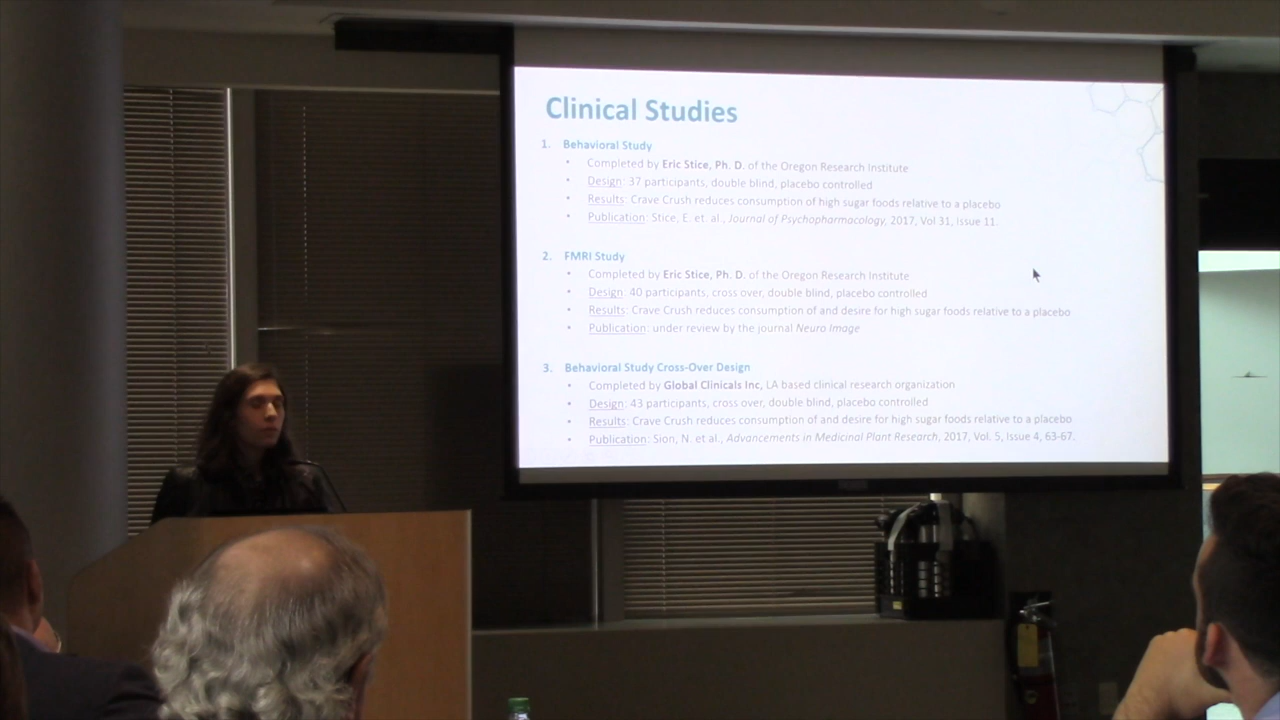 Clinical Studies
1. Behavioral Study
• Completed by Eric Stice, Ph. D. of the Oregon Research Institute
• Design: 37 participants, double blind, placebo controlled
• Results: Crave Crush reduces consumption of high sugar foods relative to a placebo
• Publication: Stice, E. et. al., Journal of Psychopharmacology, 2017, Vol 31, Issue 11.
2. FMRI Study
• Completed by Eric Stice, Ph. D. of the Oregon Research Institute
• Design: 40 participants, cross over, double blind, placebo controlled
• Results: Crave Crush reduces consumption of and desire for high sugar foods relative to a placebo
• Publication: under review by the journal Neuro Image
3. Behavioral Study Cross-Over Design
• Completed by Global Clinicals Inc, LA based clinical research organization
• Design: 43 participants, cross over, double blind, placebo controlled
• Results: Crave Crush reduces consumption of and desire for high sugar foods relative to a placebo
• Publication: Sion, N. et al., Advancements in Medicinal Plant Research, 2017, Vol. 5, Issue 4, 63-67.